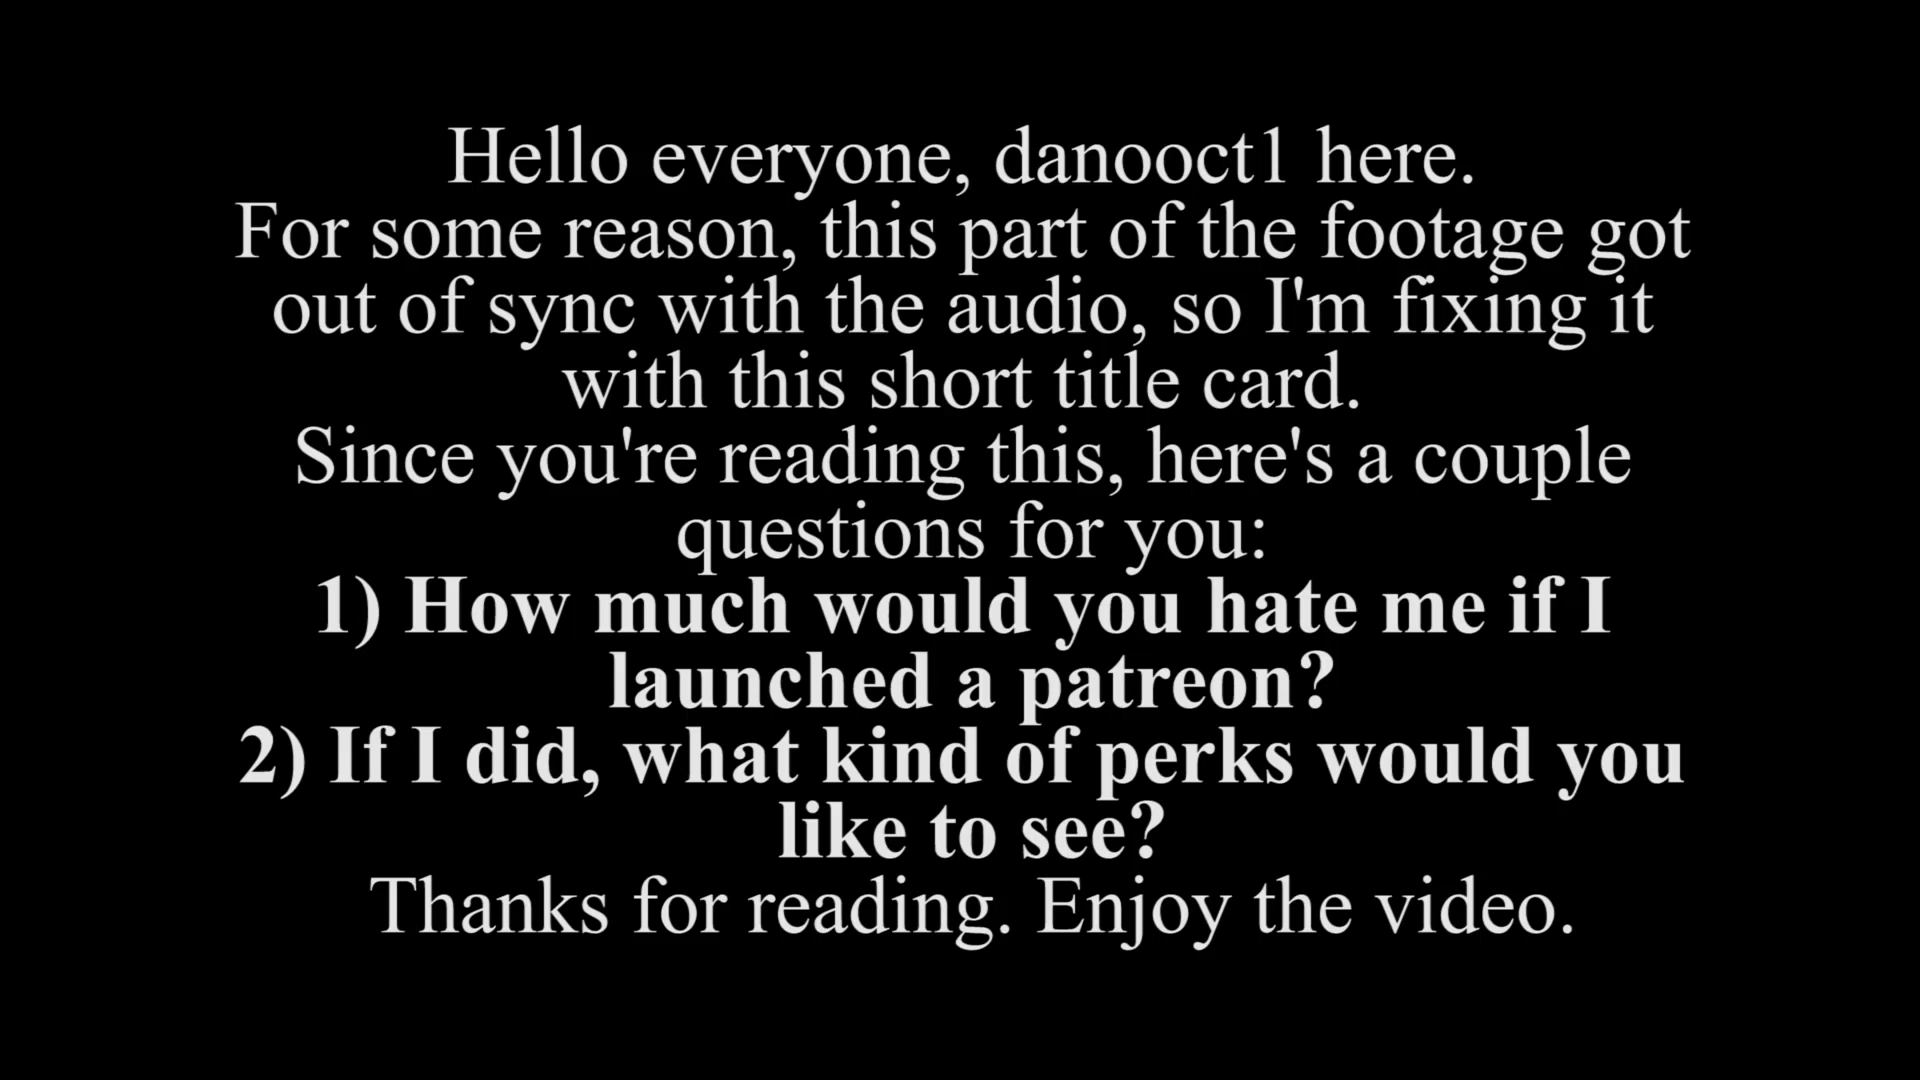 Hello everyone, danooct1 here.
For some reason, this part of the footage got
out of sync with the audio, so I'm fixing it
with this short title card.
Since you're reading this, here's a couple
questions for you:
1) How much would you hate me if I
launched a patreon?
2) If I did, what kind of perks would you
like to see?
Thanks for reading. Enjoy the video.